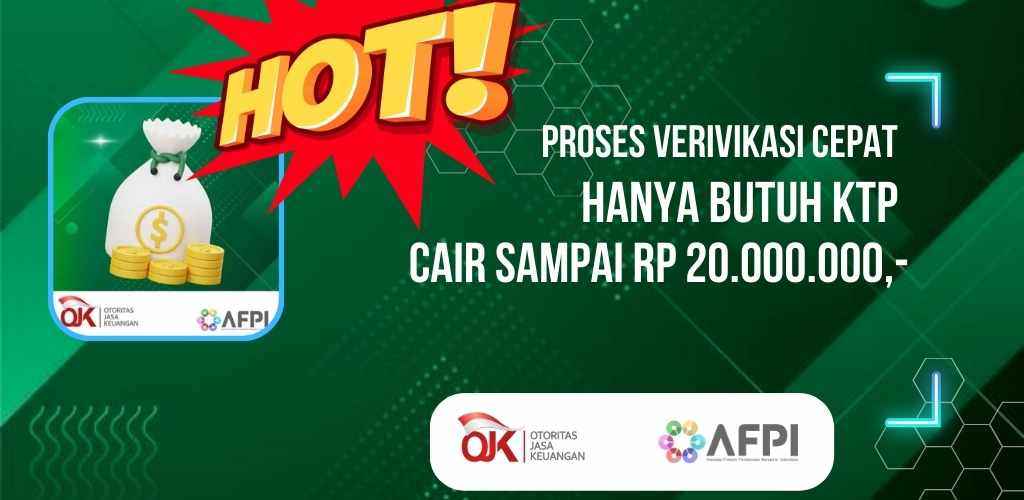 HOT!
PROSES VERIVIKASI CEPAT
HANYA BUTUH KTP
CAIR SAMPAI RP 20.000.000,-
$
OJK OTORITAS
JASA
KEUANGAN
AFPI
OJK OTORITAS
JASA
KEUANGAN
AFPI